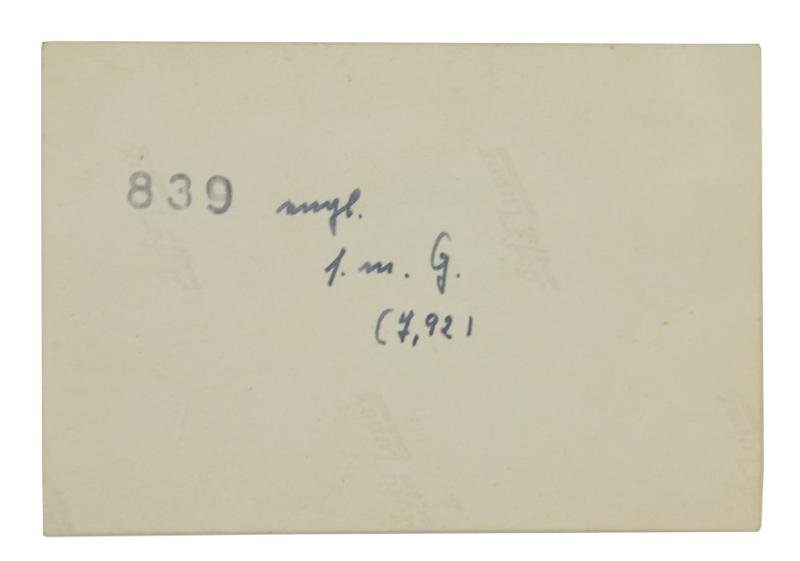 839 engl.
s. m. G.
(7,92)